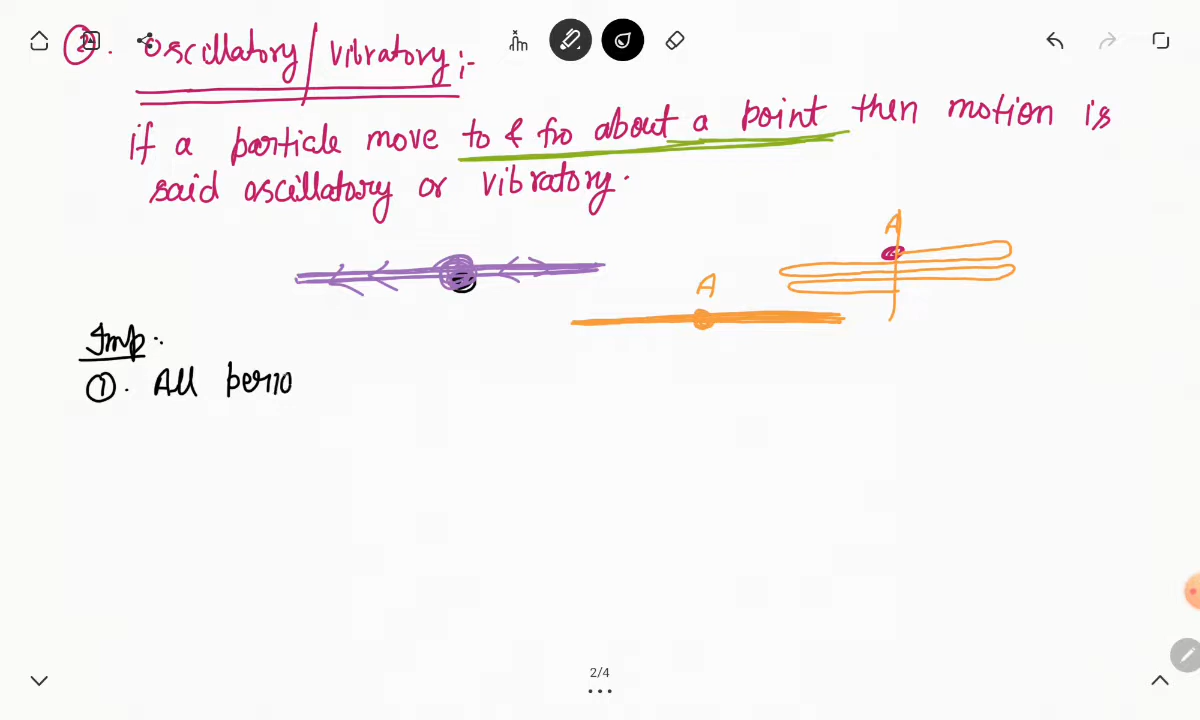 ②. Oscillatory/Vibratory:-
if a particle move to & fro about a point then motion is
said oscillatory or vibratory.
A
A
Imp:
①. All perio
2/4